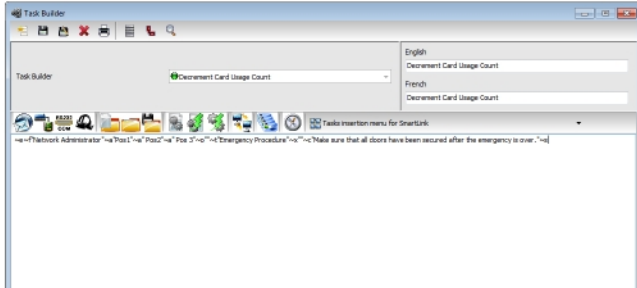 Task Builder
English
Decrement Card Usage Count
Task Builder
Decrement Card Usage Count
French
Decrement Card Usage Count
RS232
Tasks insertion menu for SmartLink
~e~f"Network Administrator"~a"Pos1"~a" Pos2"~a" Pos 3"~o""~t"Emergency Procedure"~x""~c"Make sure that all doors have been secured after the emergency is over."~s